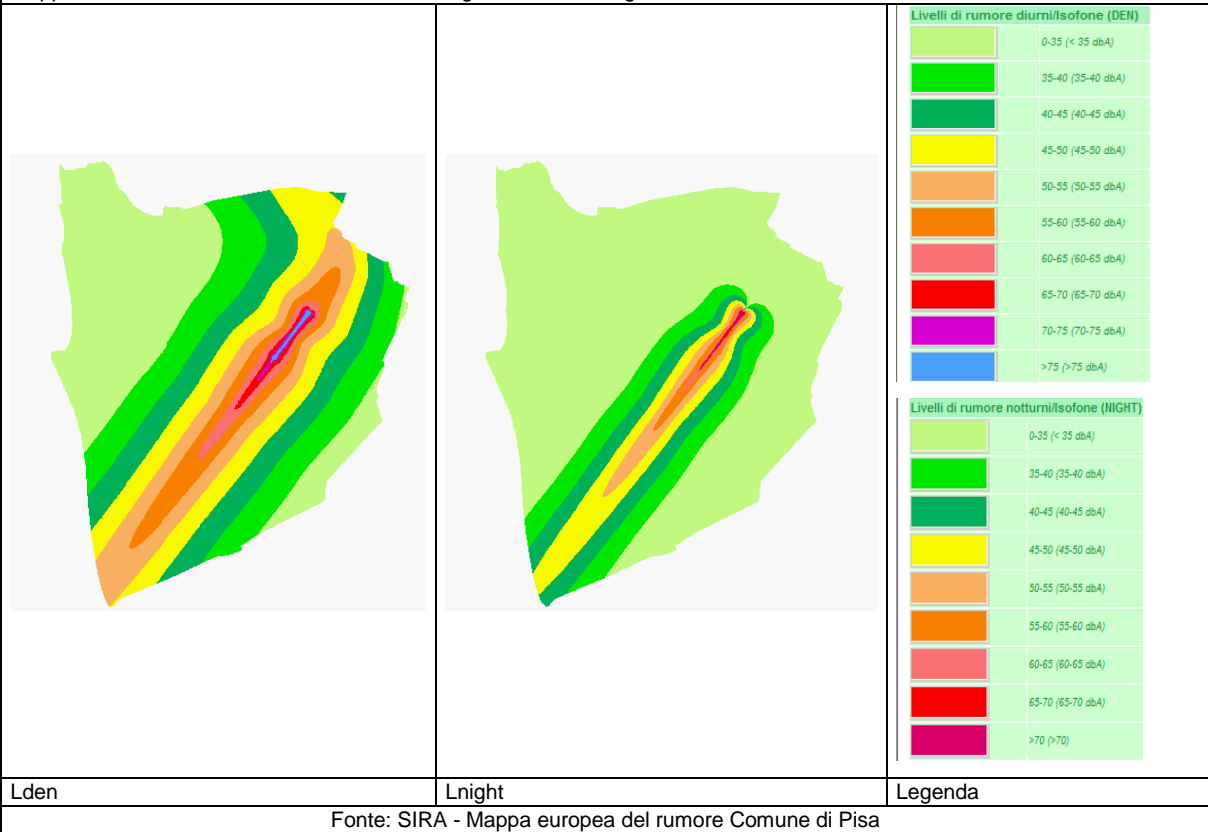 Livelli di rumore diurni/Isofone (DEN)
0-35 (< 35 dbA)
35-40 (35-40 dbA)
40-45 (40-45 dbA)
45-50 (45-50 dbA)
50-55 (50-55 dbA)
55-60 (55-60 dbA)
60-65 (60-65 dbA)
65-70 (65-70 dbA)
70-75 (70-75 dbA)
>75 (>75 dbA)
Livelli di rumore notturni/Isofone (NIGHT)
0-35 (< 35 dbA)
35-40 (35-40 dbA)
40-45 (40-45 dbA)
45-50 (45-50 dbA)
50-55 (50-55 dbA)
55-60 (55-60 dbA)
60-65 (60-65 dbA)
65-70 (65-70 dbA)
>70 (>70)
Lden
Lnight
Legenda
Fonte: SIRA - Mappa europea del rumore Comune di Pisa